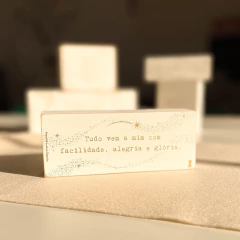 Tudo vem a mim com
facilidade, alegria e glória.